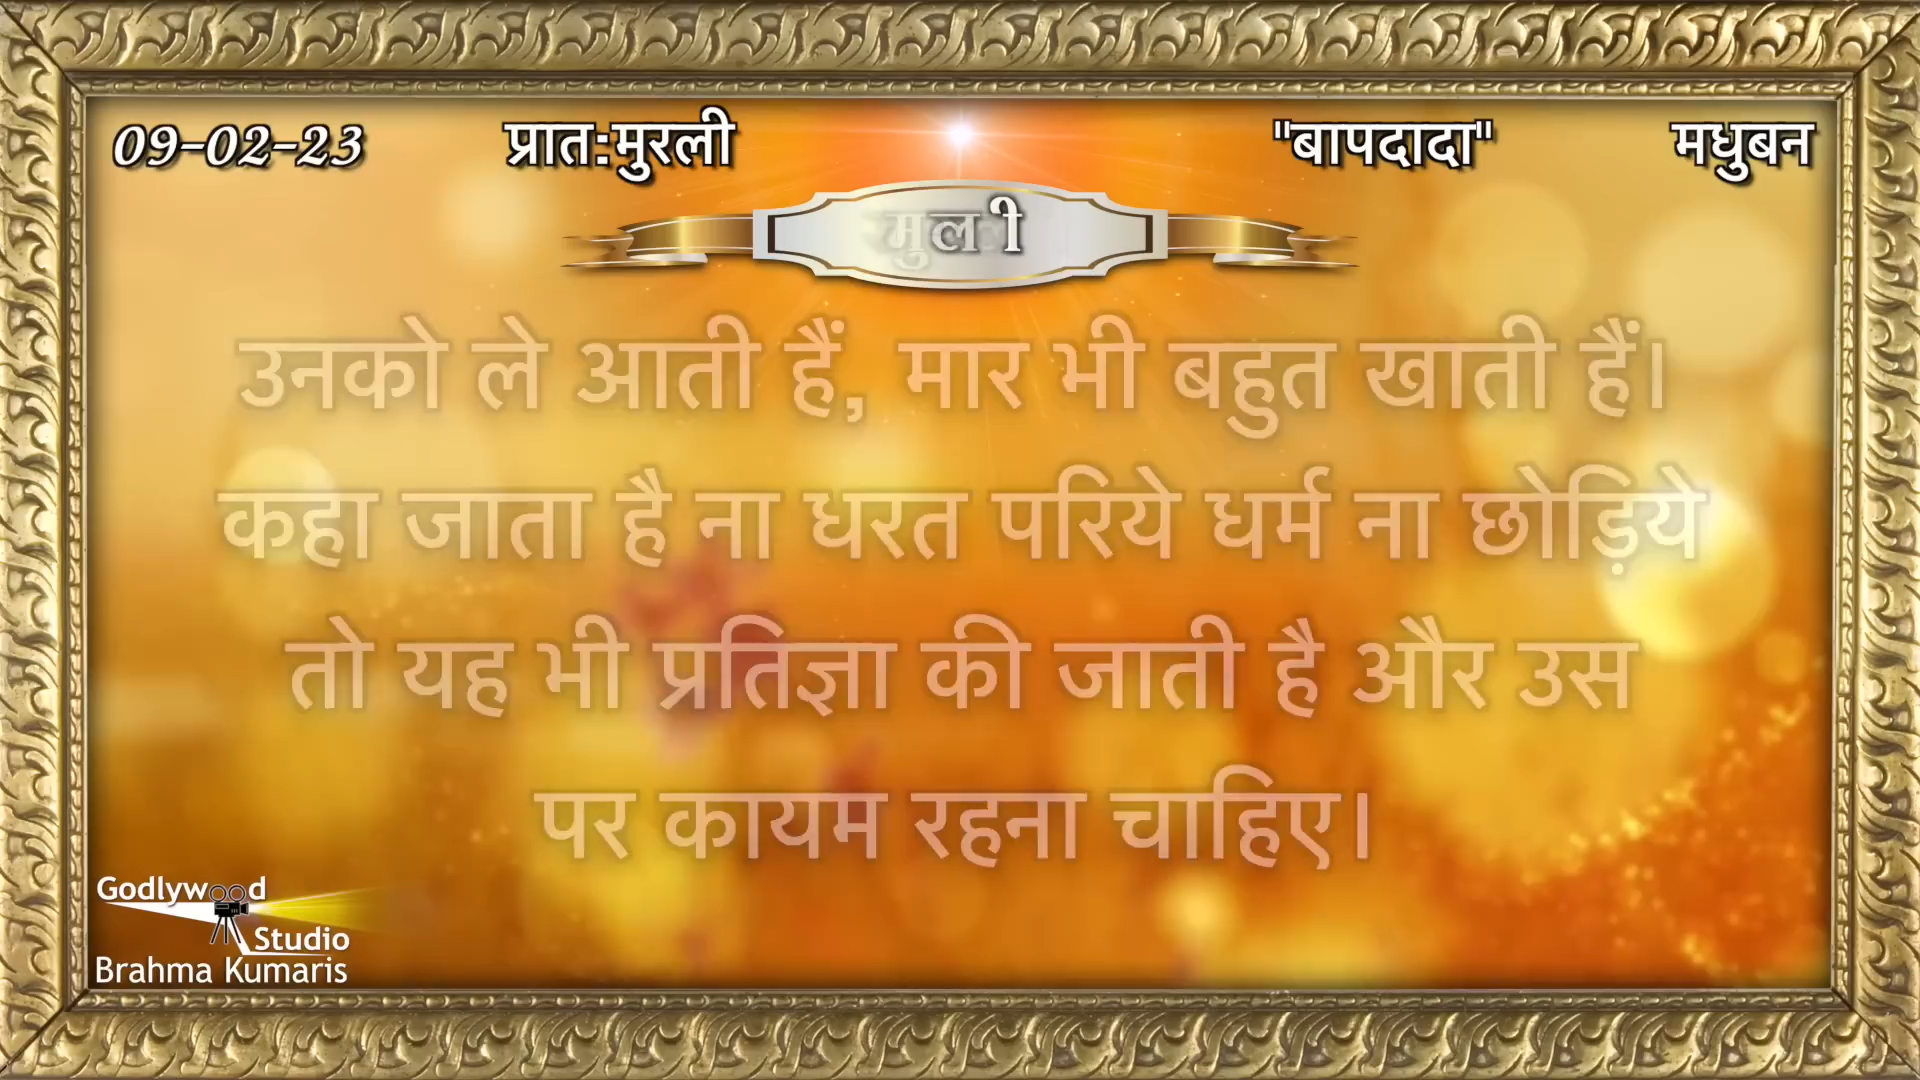 09-02-23 प्रात:मुरली "बापदादा" मधुबन
उनको ले आती हैं, मार भी बहुत खाती हैं।
कहा जाता है ना धरत परिये धर्म ना छोड़िये
तो यह भी प्रतिज्ञा की जाती है और उस
पर कायम रहना चाहिए।
Godlywood
Studio
Brahma Kumaris